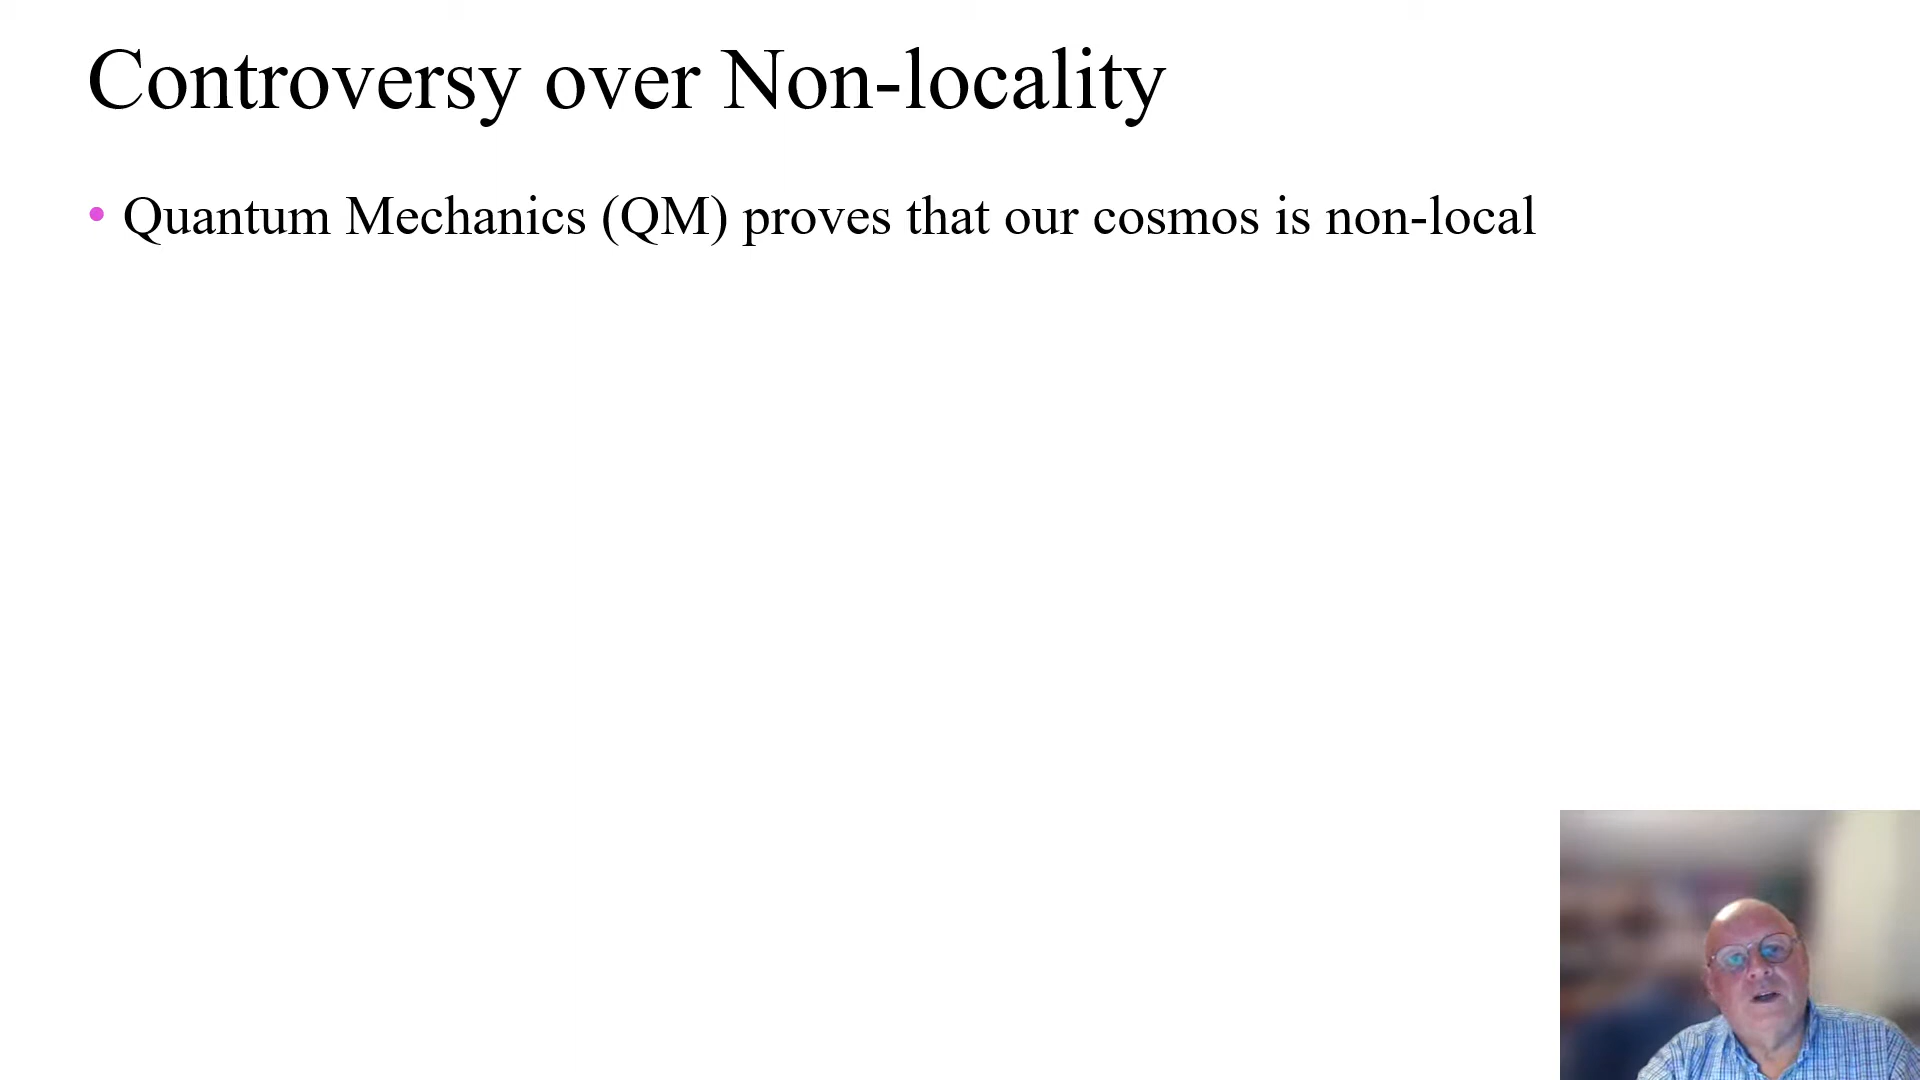 Controversy over Non-locality
• Quantum Mechanics (QM) proves that our cosmos is non-local